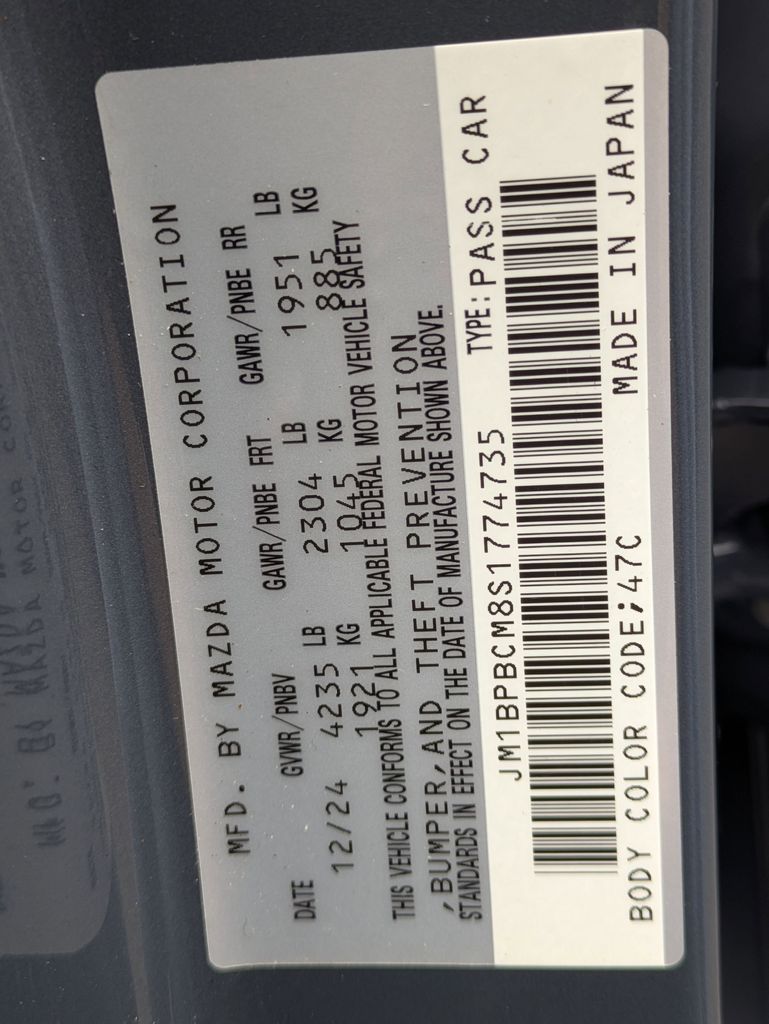 MFD. BY MAZDA MOTOR CORPORATION
DATE GVWR/PNBV GAWR/PNBE FRT GAWR/PNBE RR
12/24 4235 LB 2304 LB 1951 LB
1921 KG 1045 KG 885 KG
THIS VEHICLE CONFORMS TO ALL APPLICABLE FEDERAL MOTOR VEHICLE SAFETY
,BUMPER,AND THEFT PREVENTION
STANDARDS IN EFFECT ON THE DATE OF MANUFACTURE SHOWN ABOVE.
JM1BPBCM8S1774735 TYPE:PASS CAR
BODY COLOR CODE;47C MADE IN JAPAN